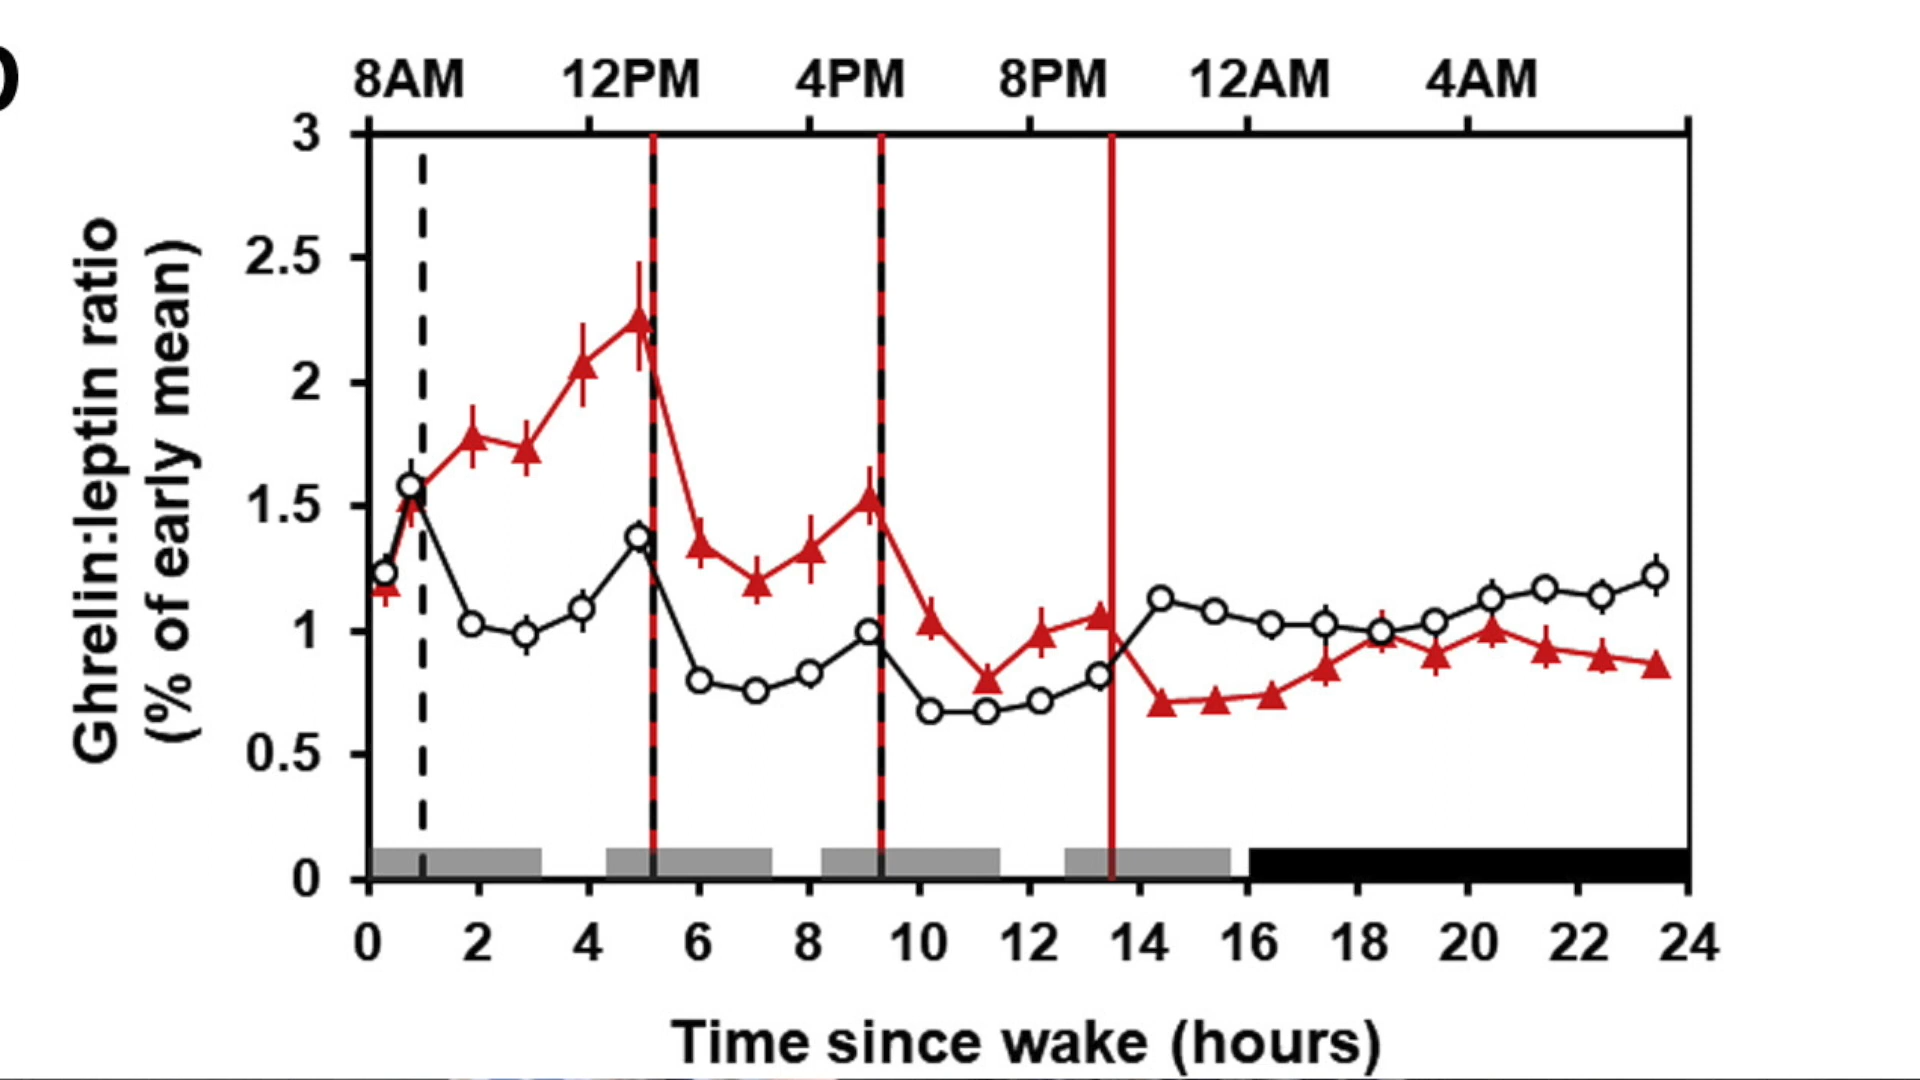 8AM 12PM 4PM 8PM 12AM 4AM
3
2.5
2
1.5
1
0.5
0
Ghrelin:leptin ratio
(% of early mean)
0 2 4 6 8 10 12 14 16 18 20 22 24
Time since wake (hours)